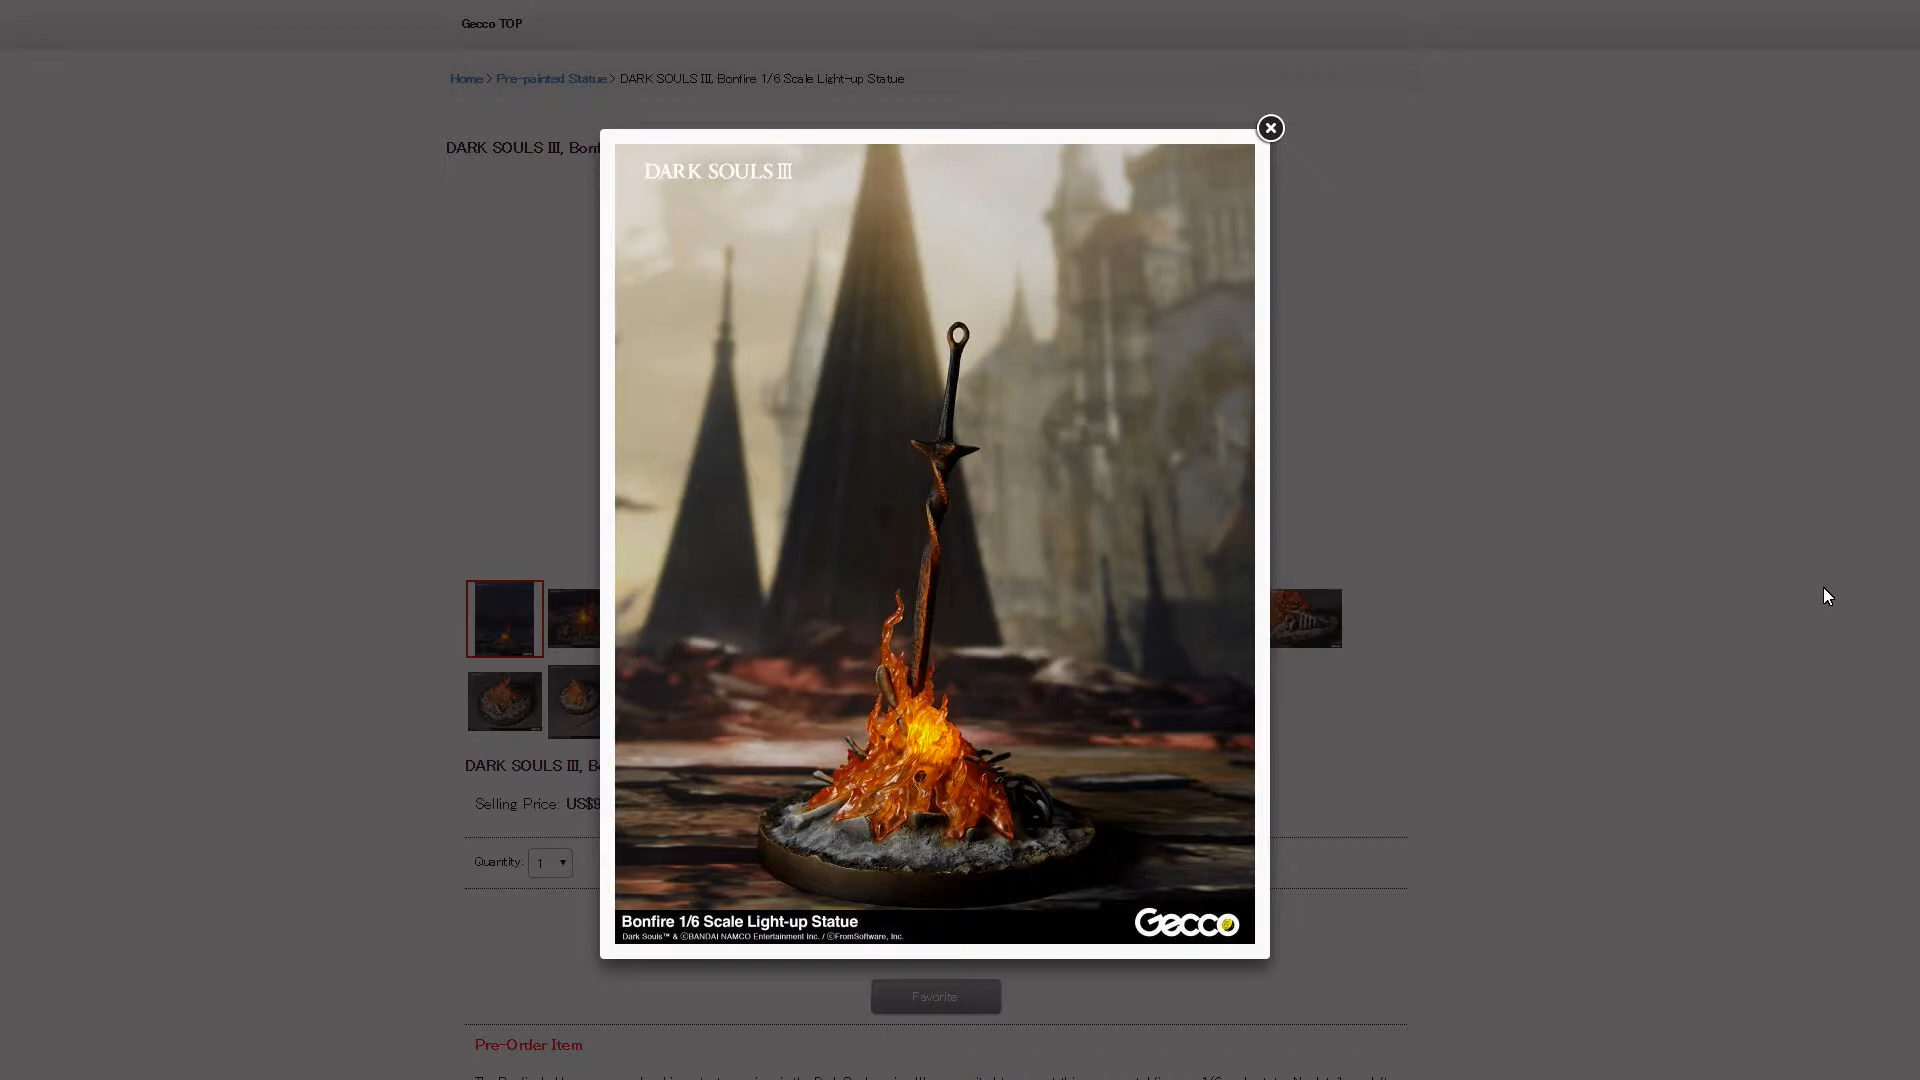 Gecco TOP
Home > Pre-painted Statue > DARK SOULS III, Bonfire 1/6 Scale Light-up Statue
DARK SOULS III, Bonf
DARK SOULS III
Bonfire 1/6 Scale Light-up Statue
Dark Souls™ & ©BANDAI NAMCO Entertainment Inc. / ©FromSoftware, Inc.
Gecco
DARK SOULS III, B
Selling Price: US$9
Quantity: 1
Favorite
Pre-Order Item